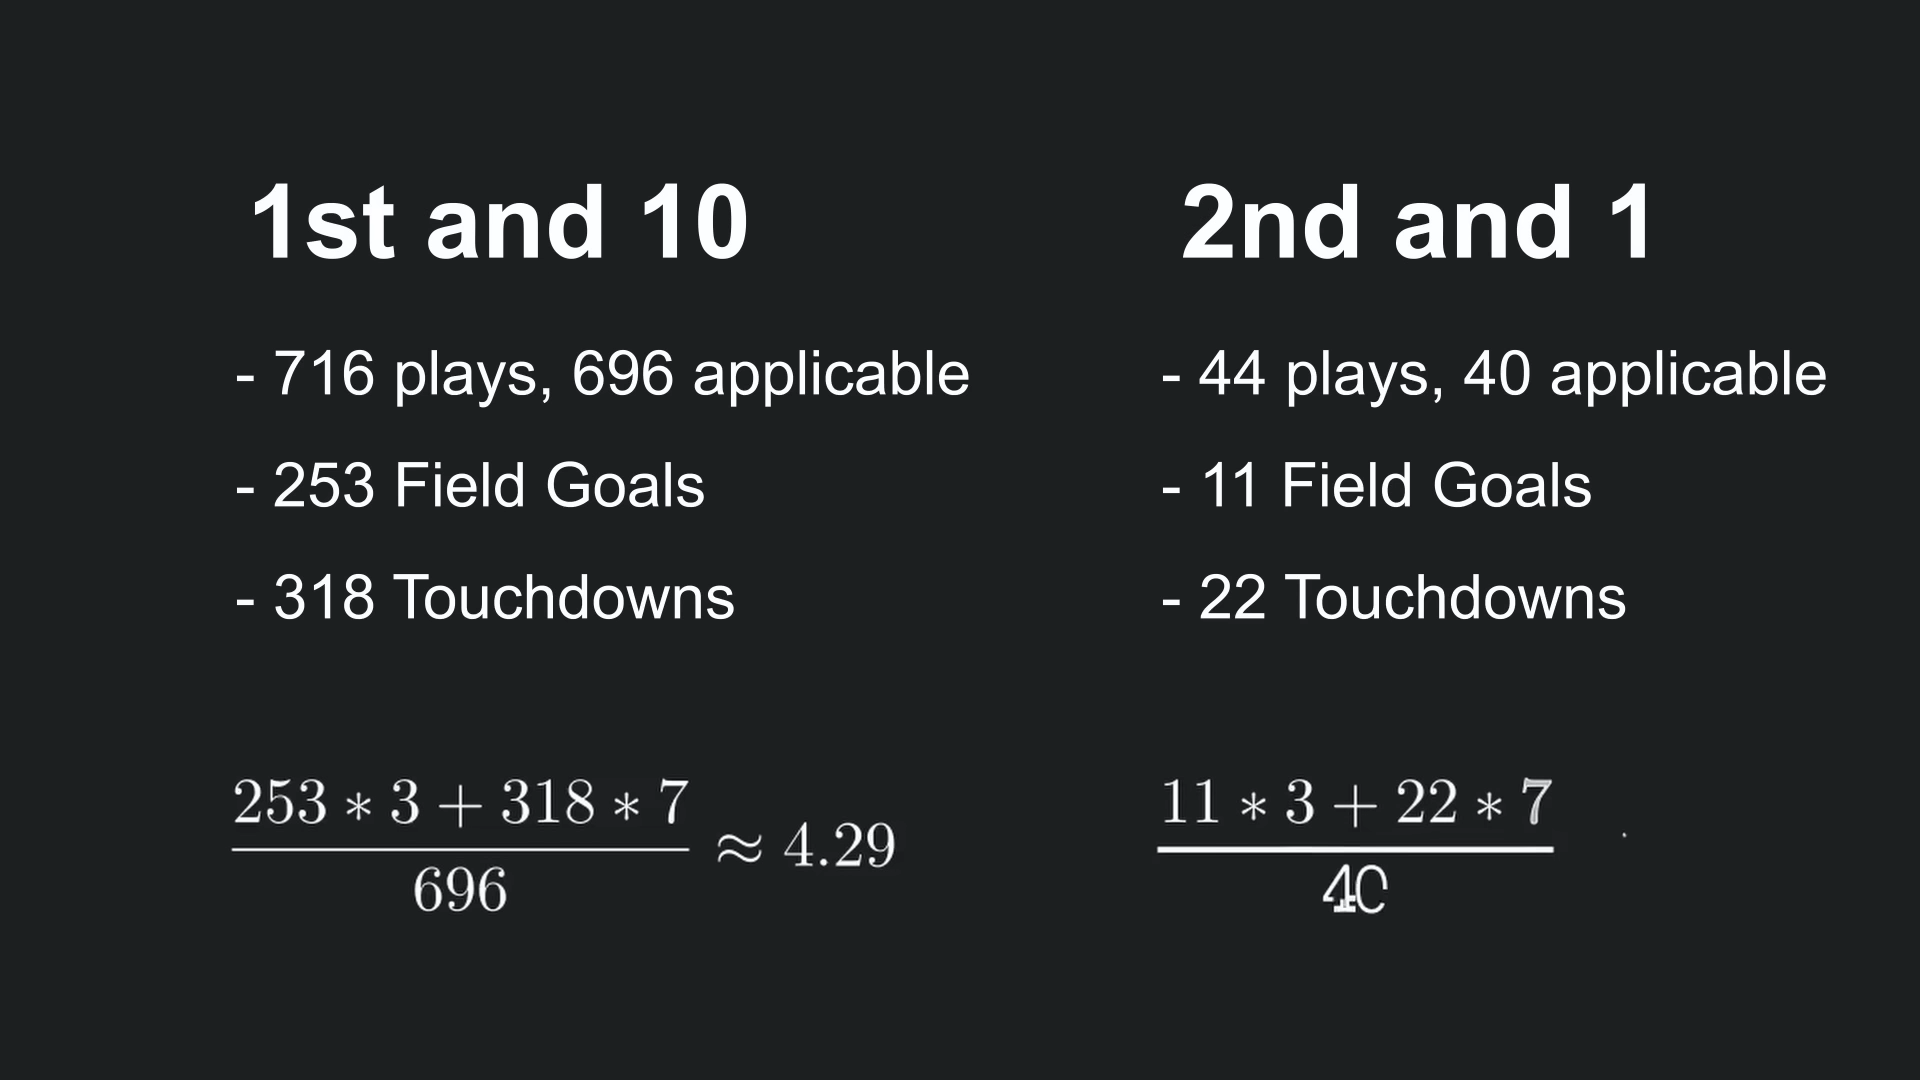 1st and 10
- 716 plays, 696 applicable
- 253 Field Goals
- 318 Touchdowns
253 * 3 + 318 * 7
696
≈ 4.29
2nd and 1
- 44 plays, 40 applicable
- 11 Field Goals
- 22 Touchdowns
11 * 3 + 22 * 7
40